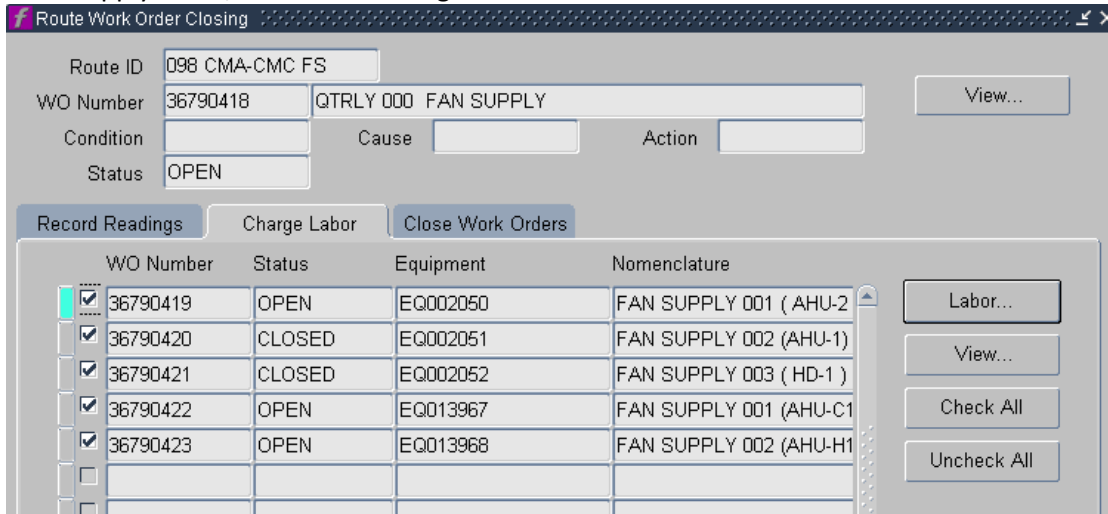 Route Work Order Closing
Route ID 098 CMA-CMC FS
WO Number 36790418 QTRLY 000 FAN SUPPLY View...
Condition Cause Action
Status OPEN
Record Readings Charge Labor Close Work Orders
WO Number Status Equipment Nomenclature
36790419 OPEN EQ002050 FAN SUPPLY 001 ( AHU-2 Labor...
36790420 CLOSED EQ002051 FAN SUPPLY 002 (AHU-1)
View...
36790421 CLOSED EQ002052 FAN SUPPLY 003 ( HD-1 )
36790422 OPEN EQ013967 FAN SUPPLY 001 (AHU-C1 Check All
36790423 OPEN EQ013968 FAN SUPPLY 002 (AHU-H1
Uncheck All